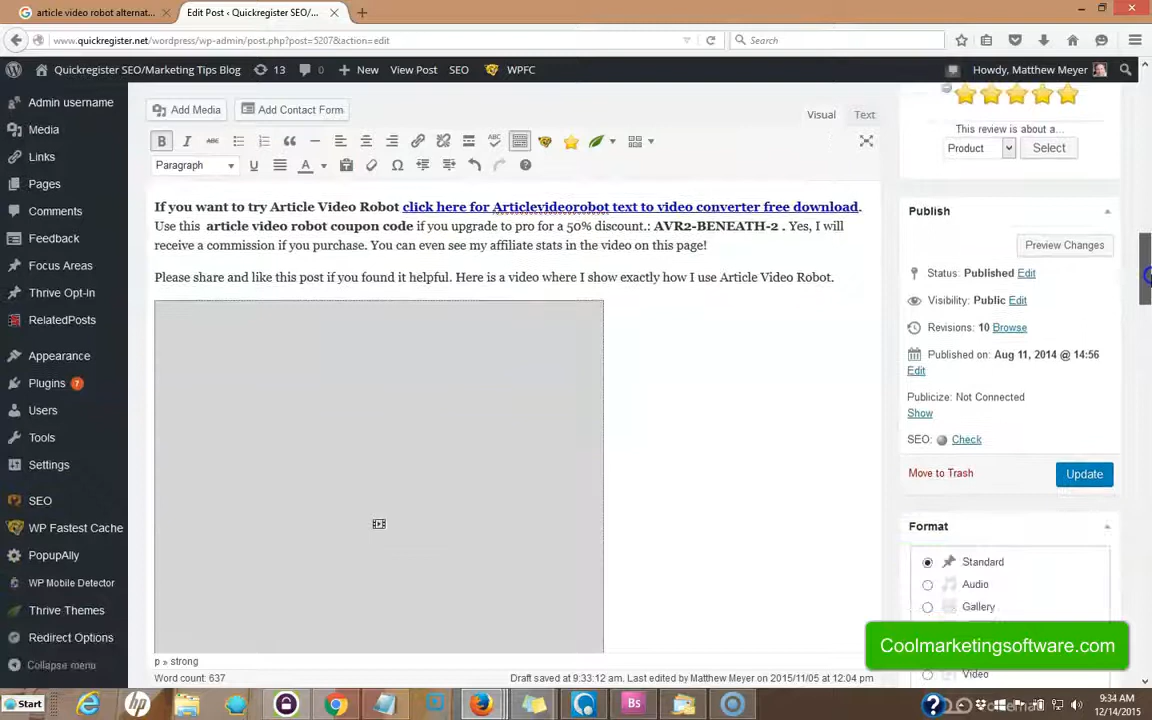 article video robot alternat...
Edit Post ‹ Quickregister SEO/...
www.quickregister.net/wordpress/wp-admin/post.php?post=5207&action=edit
Search
Quickregister SEO/Marketing Tips Blog
13
0
New
View Post
SEO
WPFC
Howdy, Matthew Meyer
Admin username
Media
Links
Pages
Comments
Feedback
Focus Areas
Thrive Opt-in
RelatedPosts
Appearance
Plugins 7
Users
Tools
Settings
SEO
WP Fastest Cache
PopupAlly
WP Mobile Detector
Thrive Themes
Redirect Options
Collapse menu
Add Media
Add Contact Form
Visual
Text
B I ABC
ABC
Paragraph
U
A
If you want to try Article Video Robot click here for Articlevideorobot text to video converter free download.
Use this article video robot coupon code if you upgrade to pro for a 50% discount.: AVR2-BENEATH-2 . Yes, I will
receive a commission if you purchase. You can even see my affiliate stats in the video on this page!
Please share and like this post if you found it helpful. Here is a video where I show exactly how I use Article Video Robot.
p » strong
Word count: 637
Draft saved at 9:33:12 am. Last edited by Matthew Meyer on 2015/11/05 at 12:04 pm
This review is about a...
Product
Select
Publish
Preview Changes
Status: Published Edit
Visibility: Public Edit
Revisions: 10 Browse
Published on: Aug 11, 2014 @ 14:56
Edit
Publicize: Not Connected
Show
SEO: Check
Move to Trash
Update
Format
Standard
Audio
Gallery
Video
Coolmarketingsoftware.com
Start
hp
Bs
9:34 AM
12/14/2015